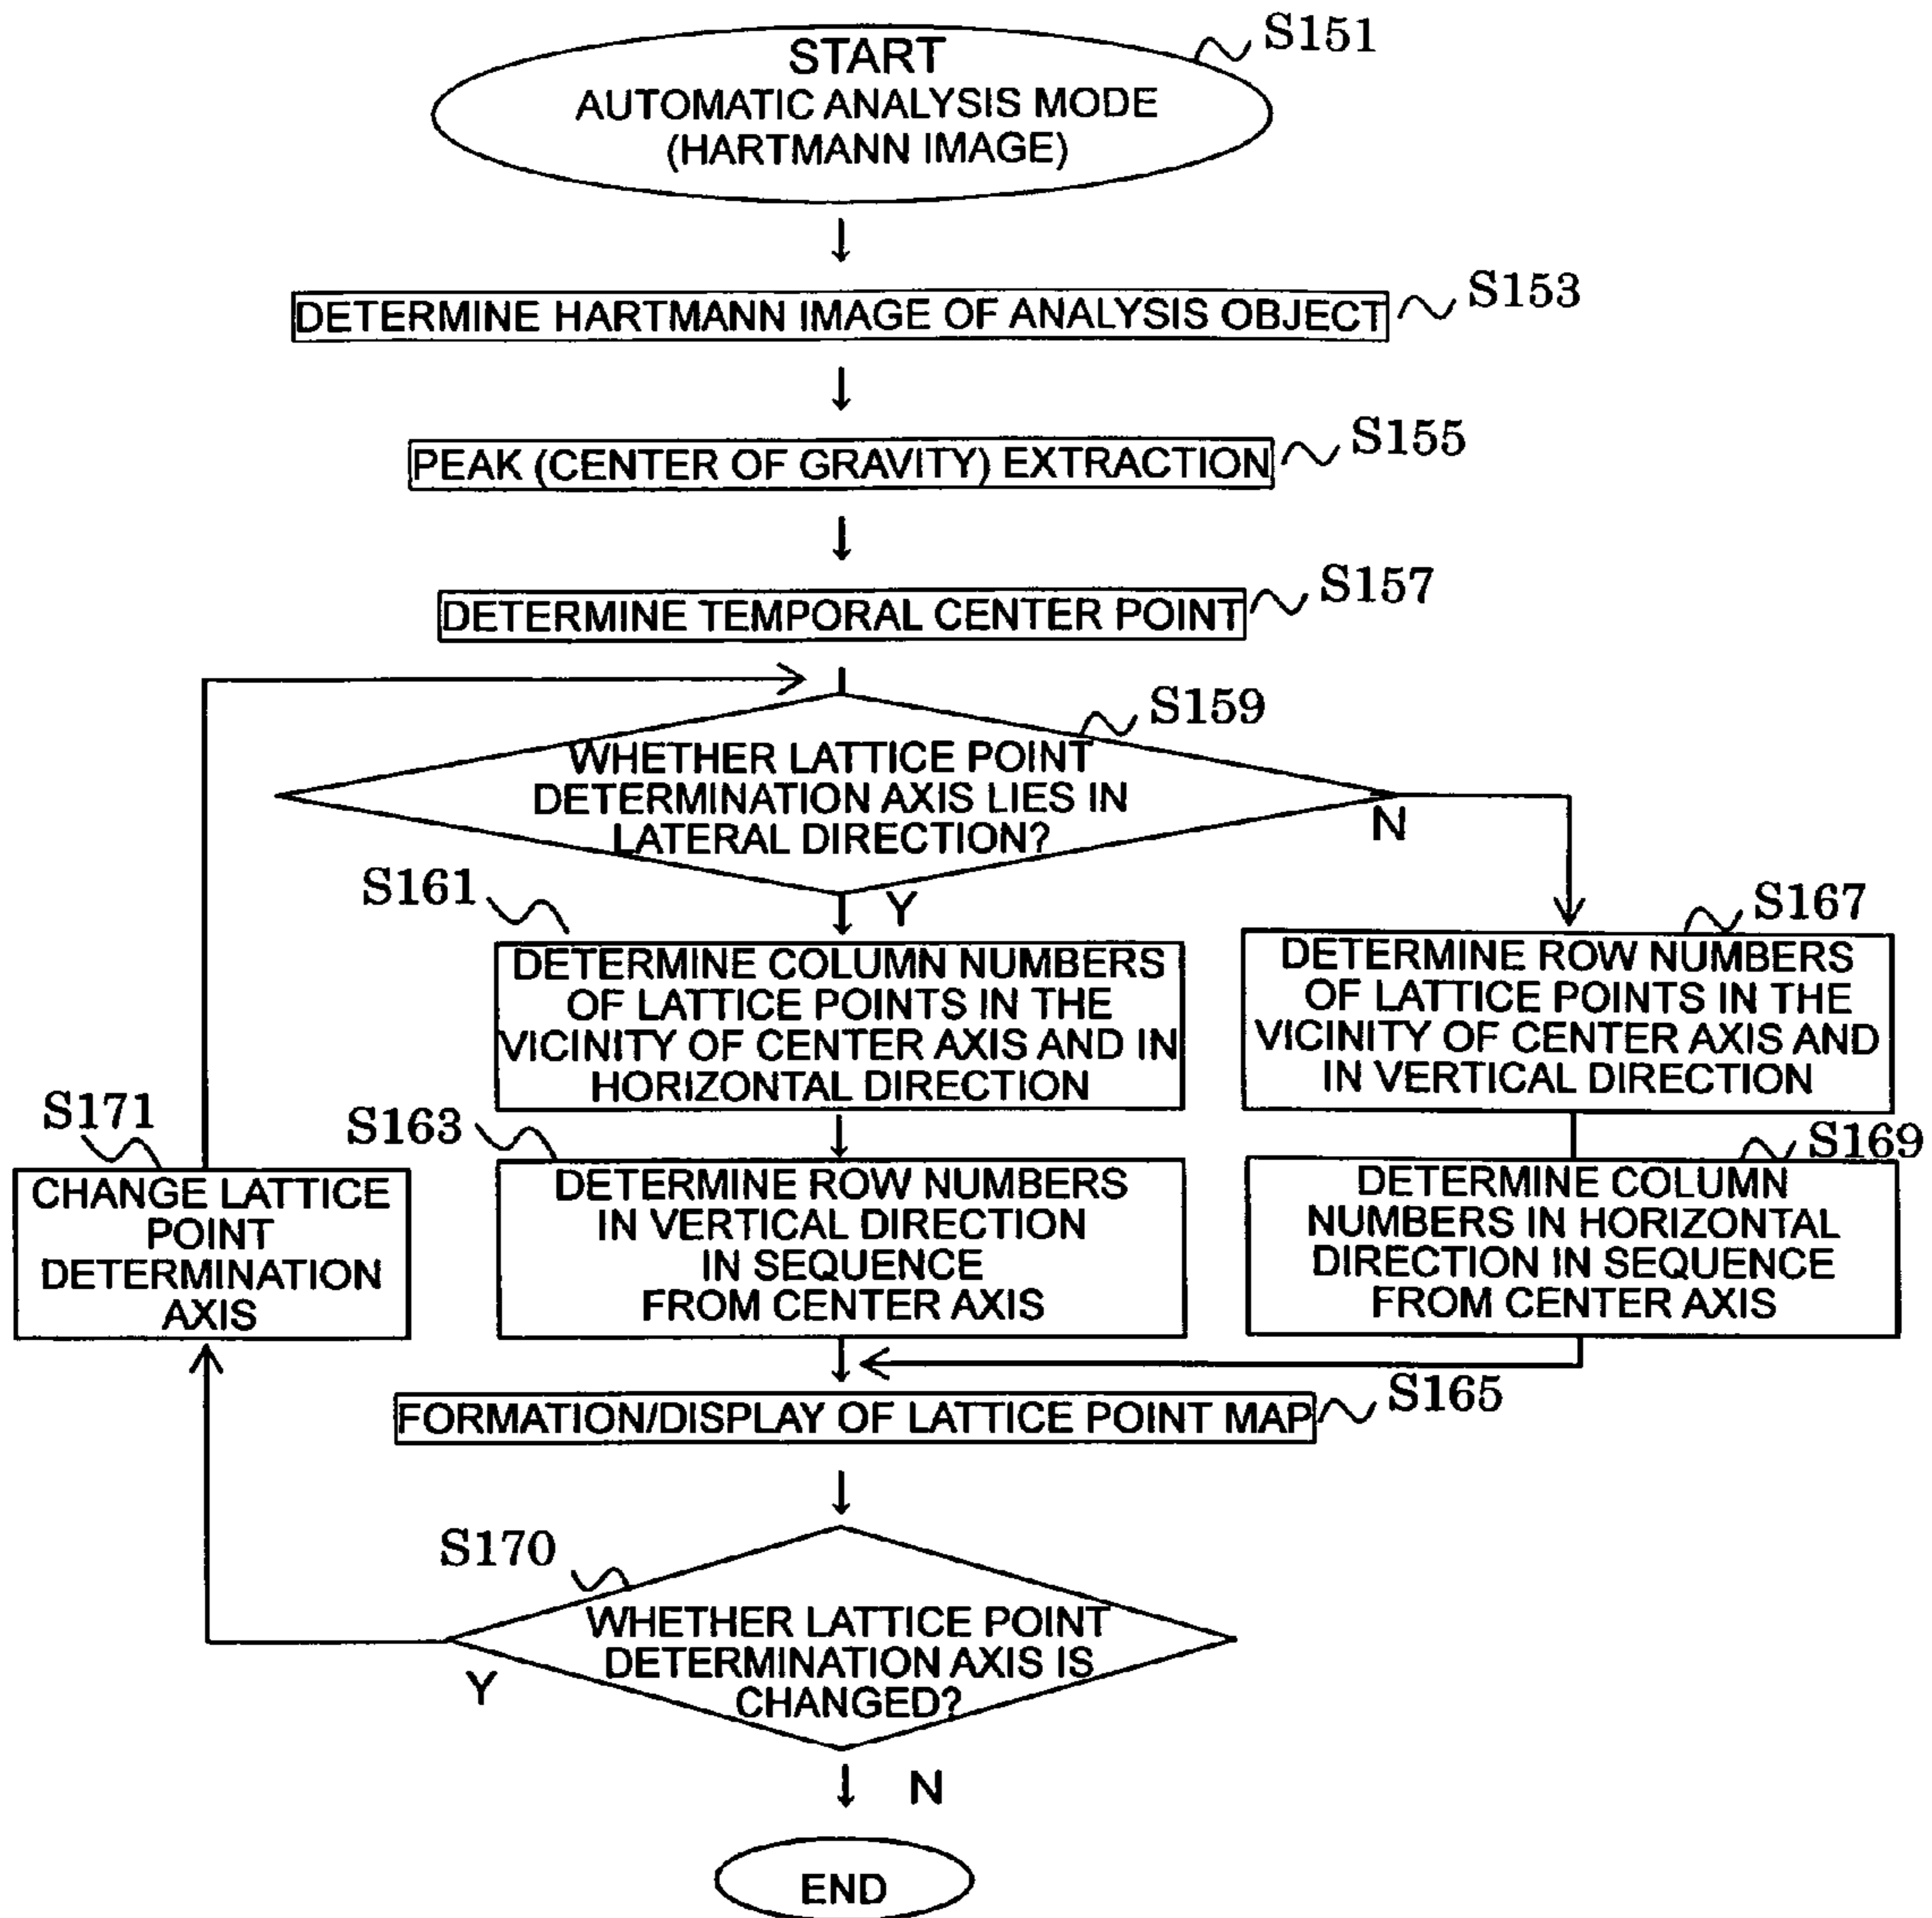 START
S151
AUTOMATIC ANALYSIS MODE
(HARTMANN IMAGE)
DETERMINE HARTMANN IMAGE OF ANALYSIS OBJECT
S153
PEAK (CENTER OF GRAVITY) EXTRACTION
S155
DETERMINE TEMPORAL CENTER POINT
S157
S159
WHETHER LATTICE POINT
DETERMINATION AXIS LIES IN
LATERAL DIRECTION?
N
Y
S161
DETERMINE COLUMN NUMBERS
OF LATTICE POINTS IN THE
VICINITY OF CENTER AXIS AND IN
HORIZONTAL DIRECTION
S167
DETERMINE ROW NUMBERS
OF LATTICE POINTS IN THE
VICINITY OF CENTER AXIS AND
IN VERTICAL DIRECTION
S171
CHANGE LATTICE
POINT
DETERMINATION
AXIS
S163
DETERMINE ROW NUMBERS
IN VERTICAL DIRECTION
IN SEQUENCE
FROM CENTER AXIS
S169
DETERMINE COLUMN
NUMBERS IN HORIZONTAL
DIRECTION IN SEQUENCE
FROM CENTER AXIS
FORMATION/DISPLAY OF LATTICE POINT MAP
S165
S170
WHETHER LATTICE POINT
DETERMINATION AXIS IS
CHANGED?
Y
N
END